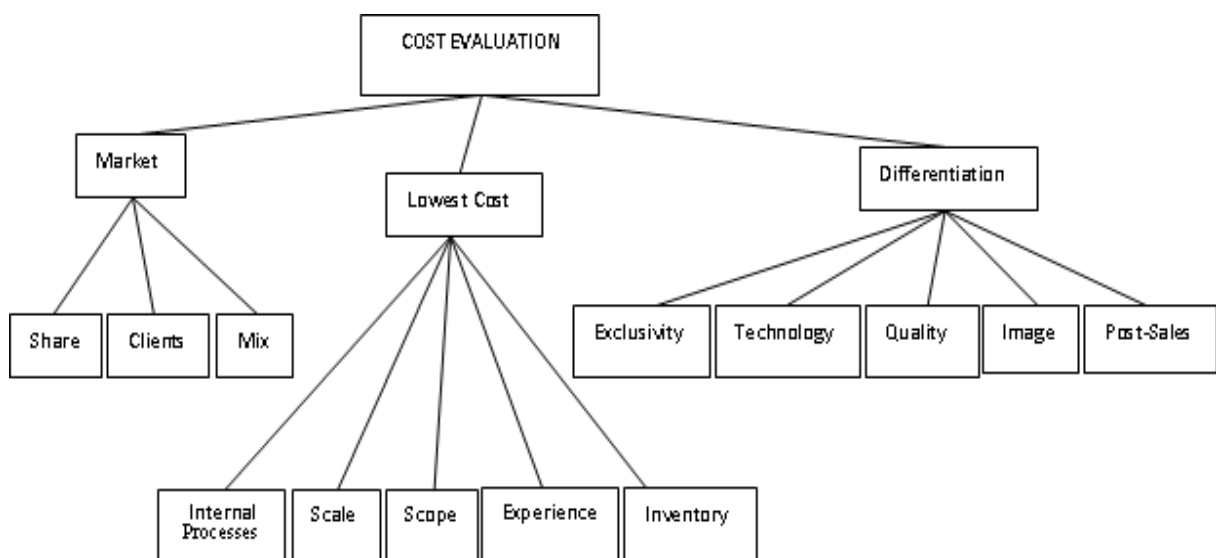 COST EVALUATION
Market
Lowest Cost
Differentiation
Share
Clients
Mix
Exclusivity
Technology
Quality
Image
Post-Sales
Internal
Processes
Scale
Scope
Experience
Inventory